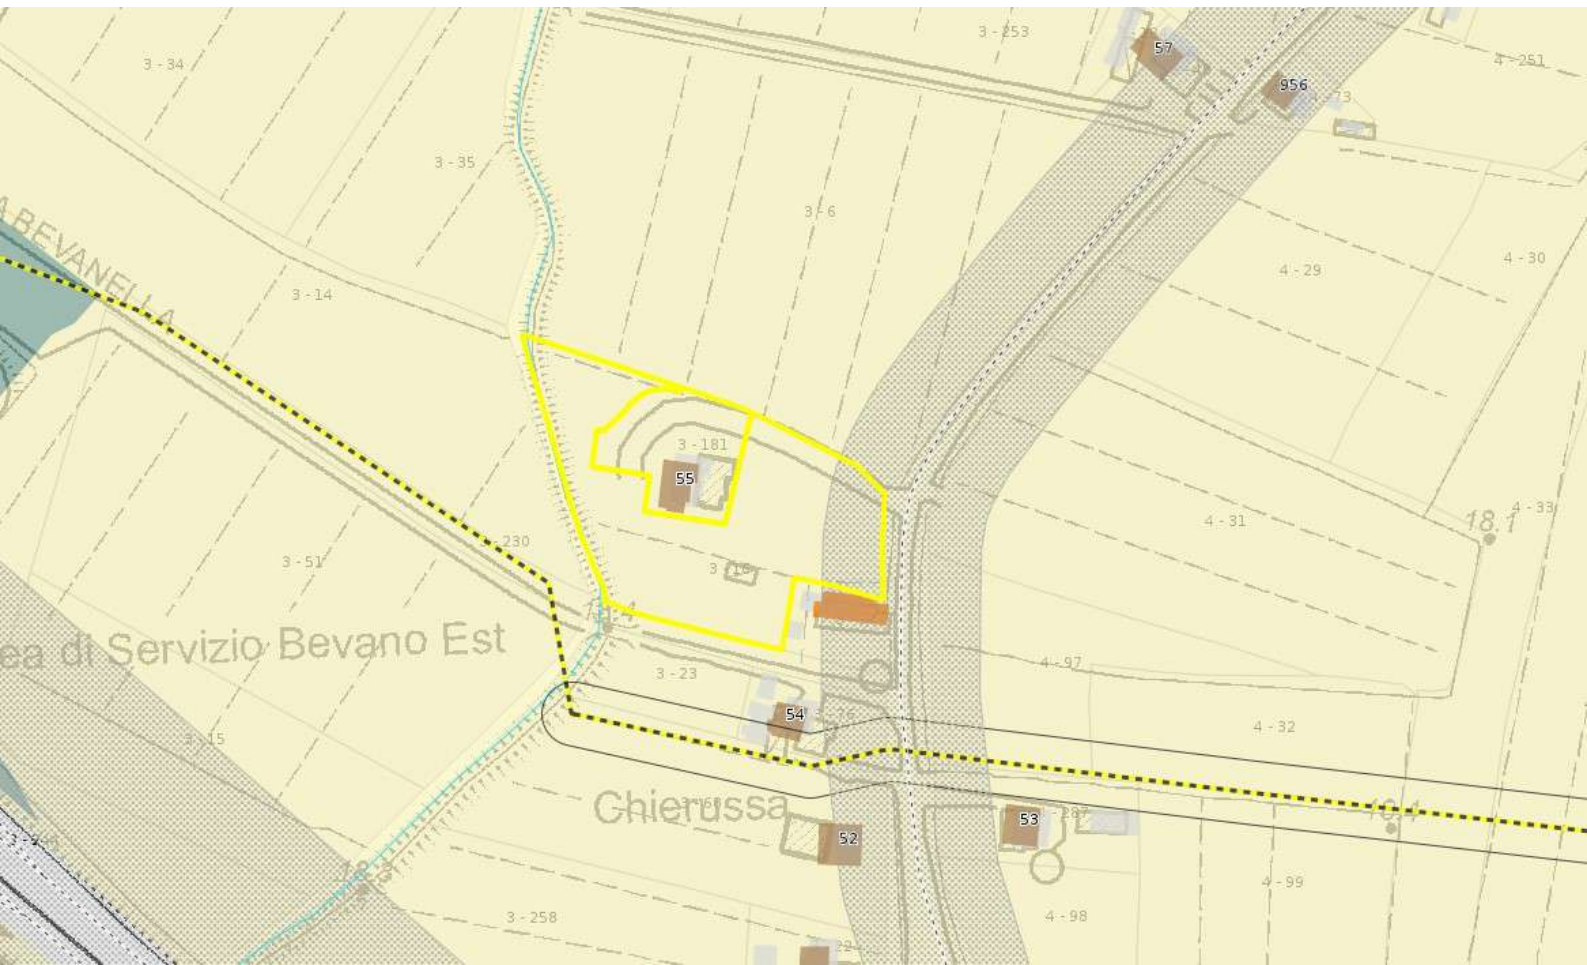 3 - 253
57
4 - 251
3 - 34
956
3 - 35
3 - 6
4 - 30
4 - 29
A BEVANELLA
3 - 14
3 - 181
55
4 - 33
18.1
4 - 31
230
3 - 51
ea di Servizio Bevano Est
4 - 97
3 - 23
54
4 - 32
3 - 15
Chierussa
53
52
4 - 99
3 - 258
4 - 98